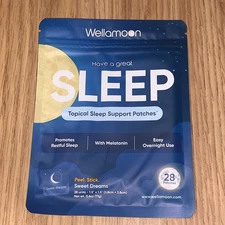 Wellamoon
Have a great
SLEEP
Topical Sleep Support Patches
Promotes
Restful Sleep
With Melatonin
Easy
Overnight Use
Peel. Stick.
Sweet Dreams
28
Patches
www.wellamoon.com